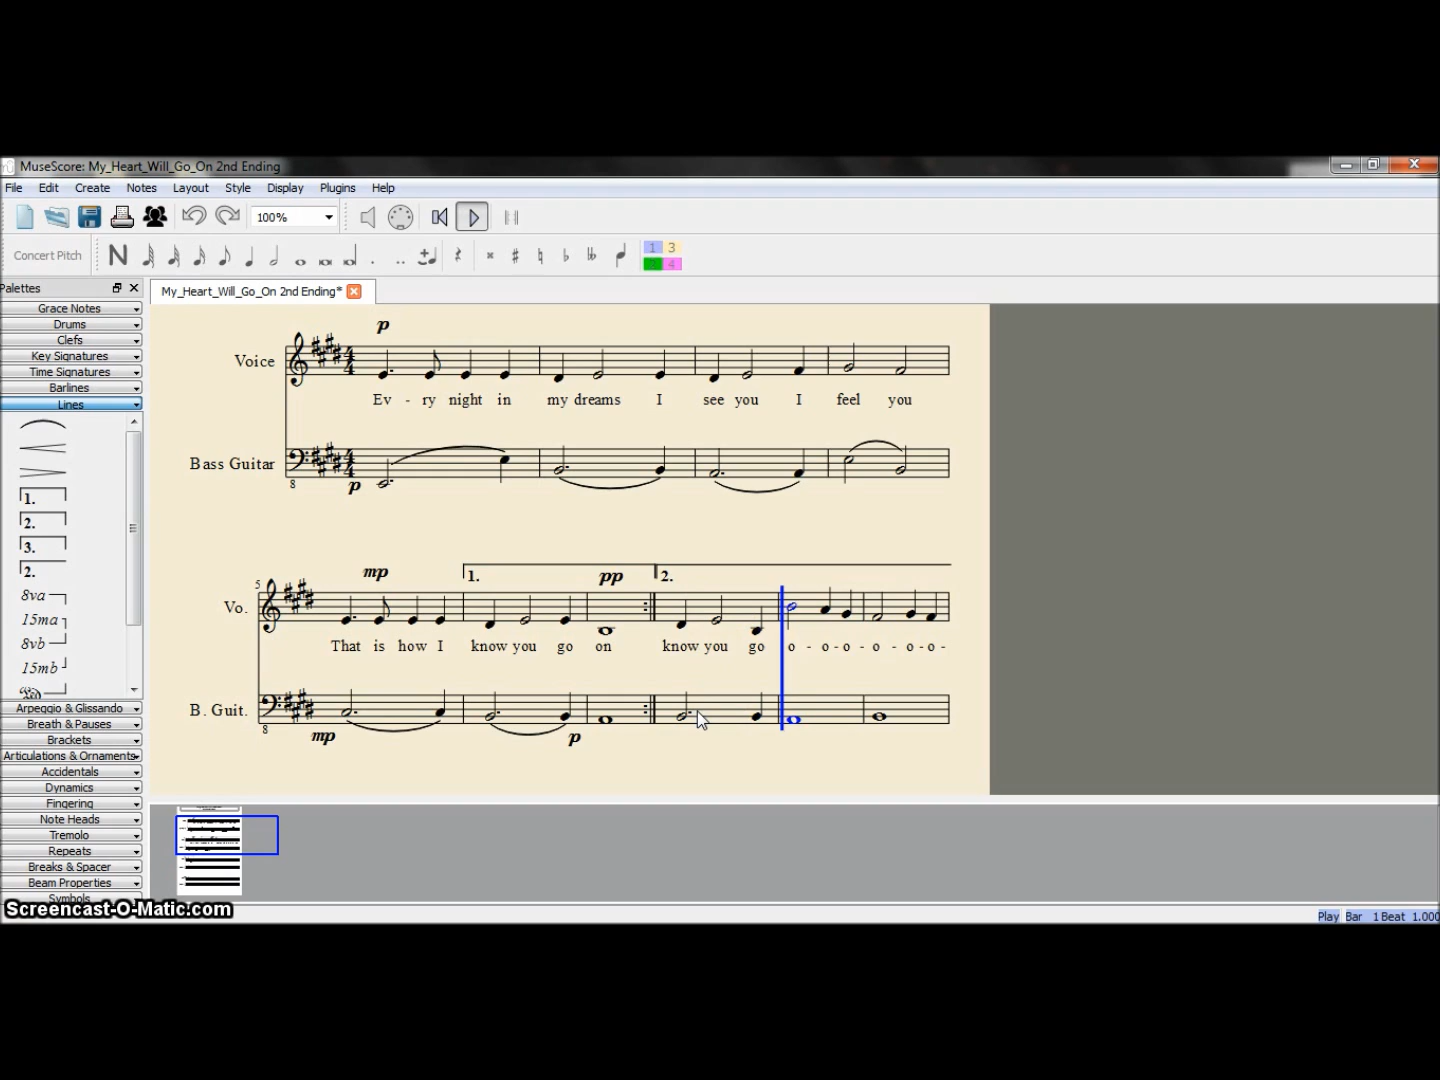 MuseScore: My_Heart_Will_Go_On 2nd Ending
File Edit Create Notes Layout Style Display Plugins Help
100%
Concert Pitch
N
1 3
4
Palettes
My_Heart_Will_Go_On 2nd Ending*
Grace Notes
Drums
Clefs
Key Signatures
Time Signatures
Barlines
Lines
1.
2.
3.
2.
8va
15ma
8vb
15mb
Arpeggio & Glissando
Breath & Pauses
Brackets
Articulations & Ornaments
Accidentals
Dynamics
Fingering
Note Heads
Tremolo
Repeats
Breaks & Spacer
Beam Properties
Symbols
p
Voice
4
4
Ev - ry night in my dreams I see you I feel you
Bass Guitar
4
4
8
p
5
mp
1.
pp
2.
Vo.
That is how I know you go on know you go o - o-o - o - o-o-
B. Guit.
8
mp
p
Screencast-O-Matic.com
Play Bar 1 Beat 1.000